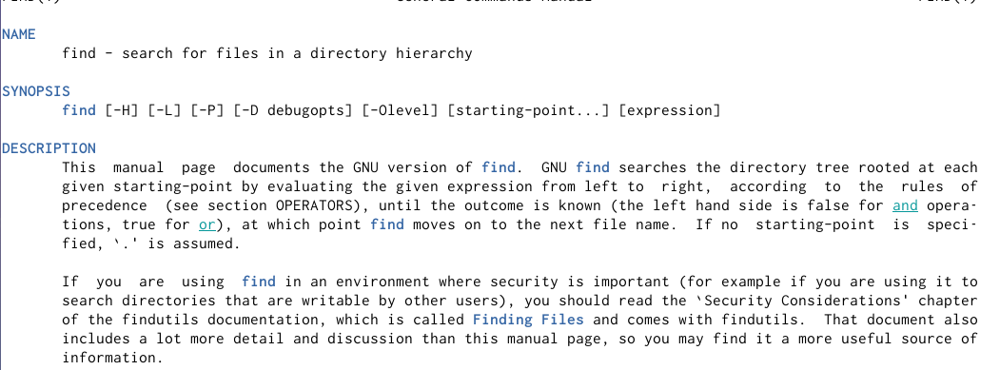 FIND(1) General Commands Manual FIND(1)
NAME
find - search for files in a directory hierarchy
SYNOPSIS
find [-H] [-L] [-P] [-D debugopts] [-Olevel] [starting-point...] [expression]
DESCRIPTION
This manual page documents the GNU version of find. GNU find searches the directory tree rooted at each
given starting-point by evaluating the given expression from left to right, according to the rules of
precedence (see section OPERATORS), until the outcome is known (the left hand side is false for and opera-
tions, true for or), at which point find moves on to the next file name. If no starting-point is speci-
fied, `.' is assumed.
If you are using find in an environment where security is important (for example if you are using it to
search directories that are writable by other users), you should read the `Security Considerations' chapter
of the findutils documentation, which is called Finding Files and comes with findutils. That document also
includes a lot more detail and discussion than this manual page, so you may find it a more useful source of
information.